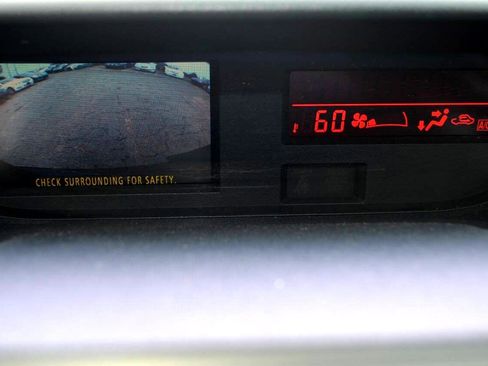 CHECK SURROUNDING FOR SAFETY.
60
A/C